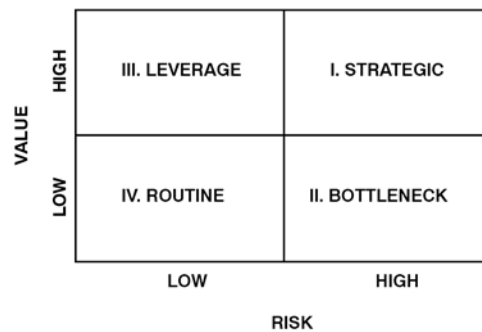 VALUE
HIGH
III. LEVERAGE
I. STRATEGIC
LOW
IV. ROUTINE
II. BOTTLENECK
LOW
HIGH
RISK